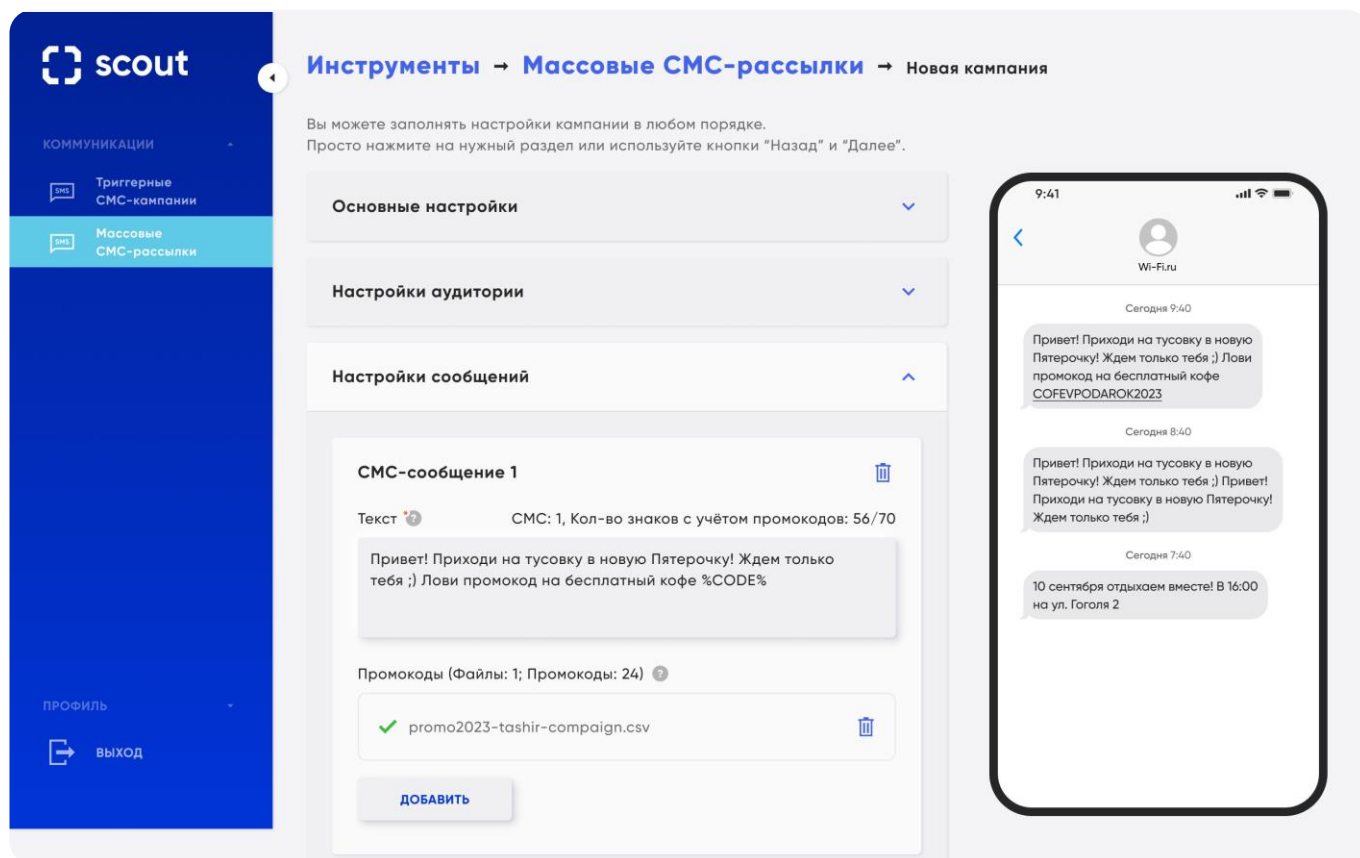 scout
КОММУНИКАЦИИ
SMS
Триггерные
СМС-кампании
SMS
Массовые
СМС-рассылки
ПРОФИЛЬ
ВЫХОД
Инструменты → Массовые СМС-рассылки → Новая кампания
Вы можете заполнять настройки кампании в любом порядке.
Просто нажмите на нужный раздел или используйте кнопки “Назад” и “Далее”.
Основные настройки
Настройки аудитории
Настройки сообщений
СМС-сообщение 1
Текст *? СМС: 1, Кол-во знаков с учётом промокодов: 56/70
Привет! Приходи на тусовку в новую Пятерочку! Ждем только
тебя ;) Лови промокод на бесплатный кофе %CODE%
Промокоды (Файлы: 1; Промокоды: 24) ?
promo2023-tashir-compaign.csv
ДОБАВИТЬ
9:41
Wi-Fi.ru
Сегодня 9:40
Привет! Приходи на тусовку в новую
Пятерочку! Ждем только тебя ;) Лови
промокод на бесплатный кофе
COFEVPODAROK2023
Сегодня 8:40
Привет! Приходи на тусовку в новую
Пятерочку! Ждем только тебя ;) Привет!
Приходи на тусовку в новую Пятерочку!
Ждем только тебя ;)
Сегодня 7:40
10 сентября отдыхаем вместе! В 16:00
на ул. Гоголя 2